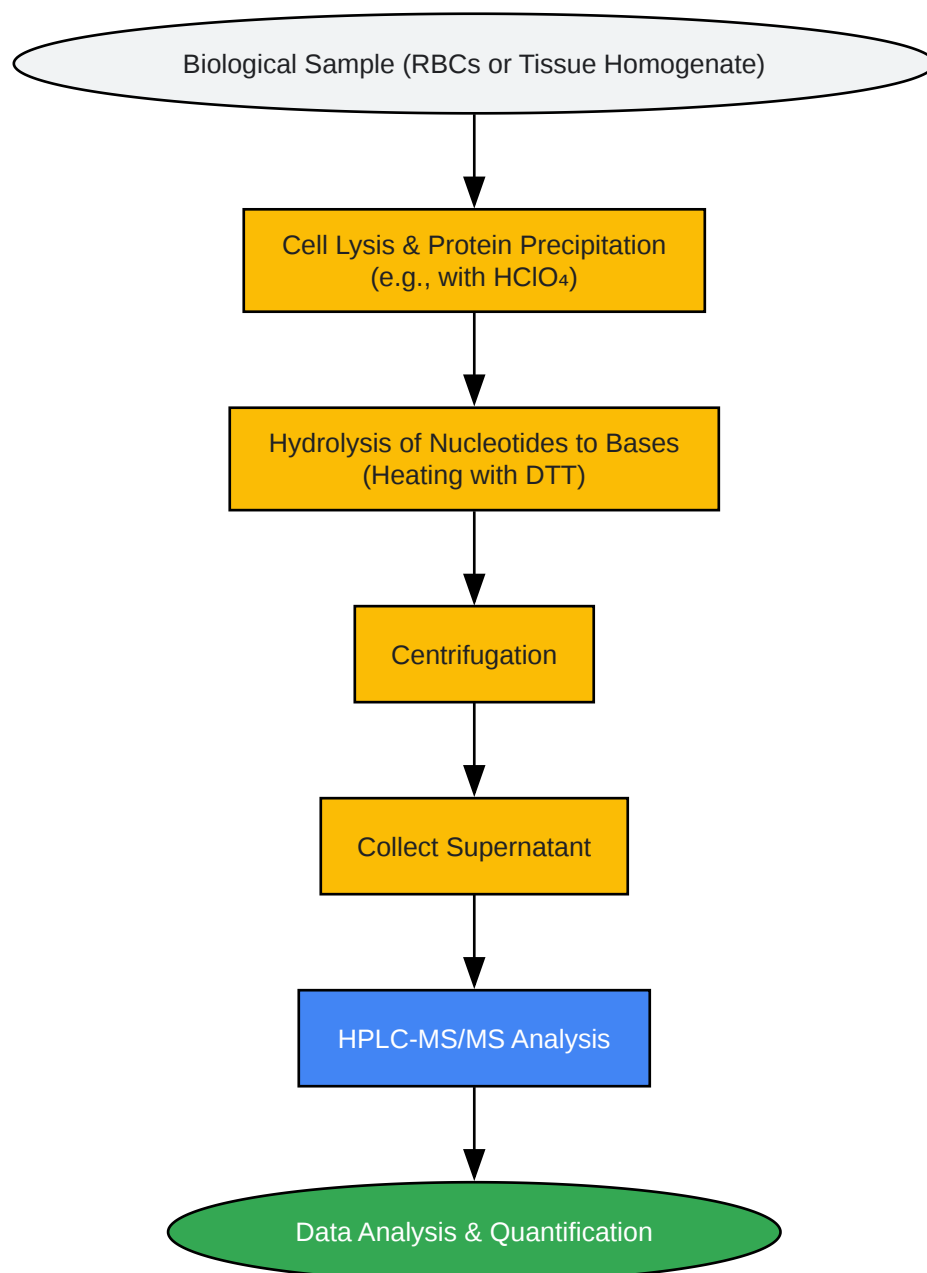 Biological Sample (RBCs or Tissue Homogenate)
Cell Lysis & Protein Precipitation
(e.g., with HClO₄)
Hydrolysis of Nucleotides to Bases
(Heating with DTT)
Centrifugation
Collect Supernatant
HPLC-MS/MS Analysis
Data Analysis & Quantification